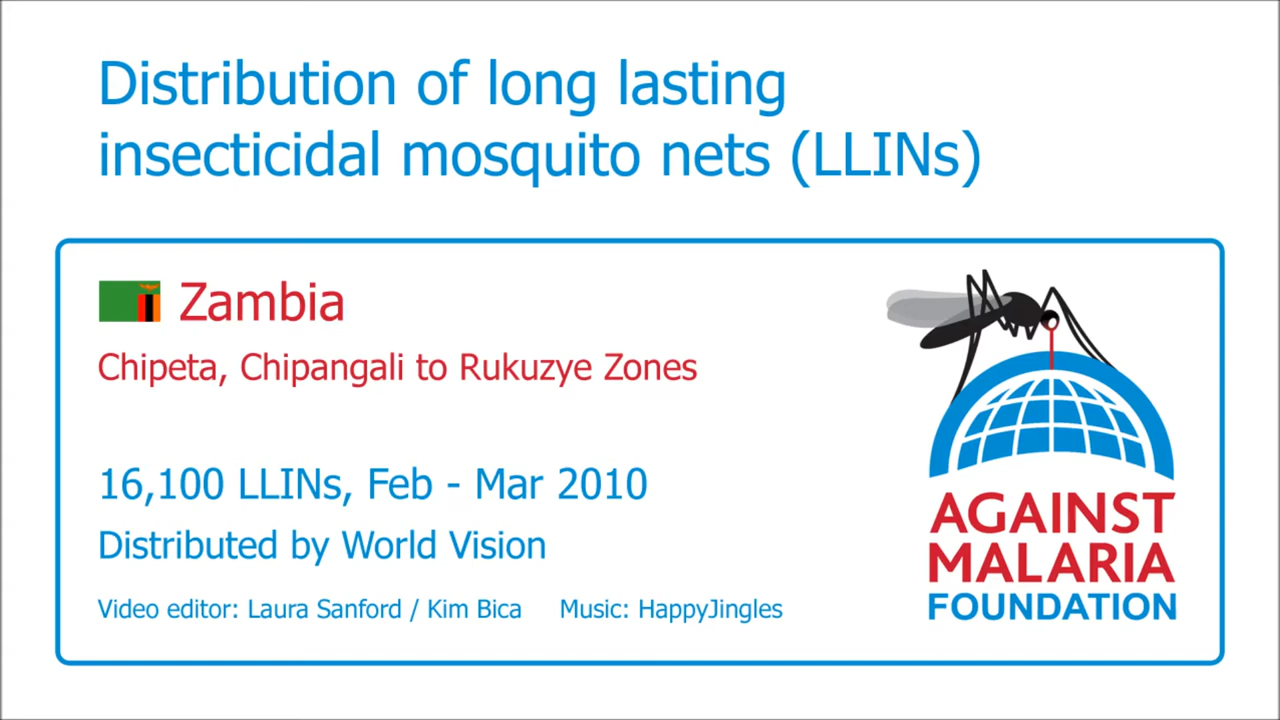 Distribution of long lasting
insecticidal mosquito nets (LLINs)
Zambia
Chipeta, Chipangali to Rukuzye Zones
16,100 LLINs, Feb - Mar 2010
Distributed by World Vision
Video editor: Laura Sanford / Kim Bica Music: HappyJingles
AGAINST
MALARIA
FOUNDATION